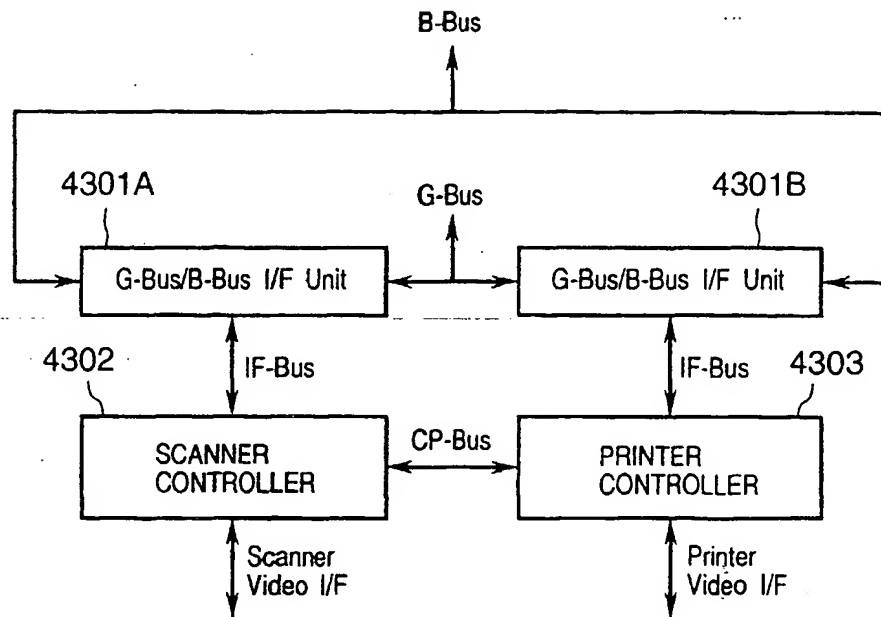 B-Bus
4301A
G-Bus
4301B
G-Bus/B-Bus I/F Unit
G-Bus/B-Bus I/F Unit
4302
IF-Bus
IF-Bus
4303
SCANNER
CONTROLLER
CP-Bus
PRINTER
CONTROLLER
Scanner
Video I/F
Printer
Video I/F